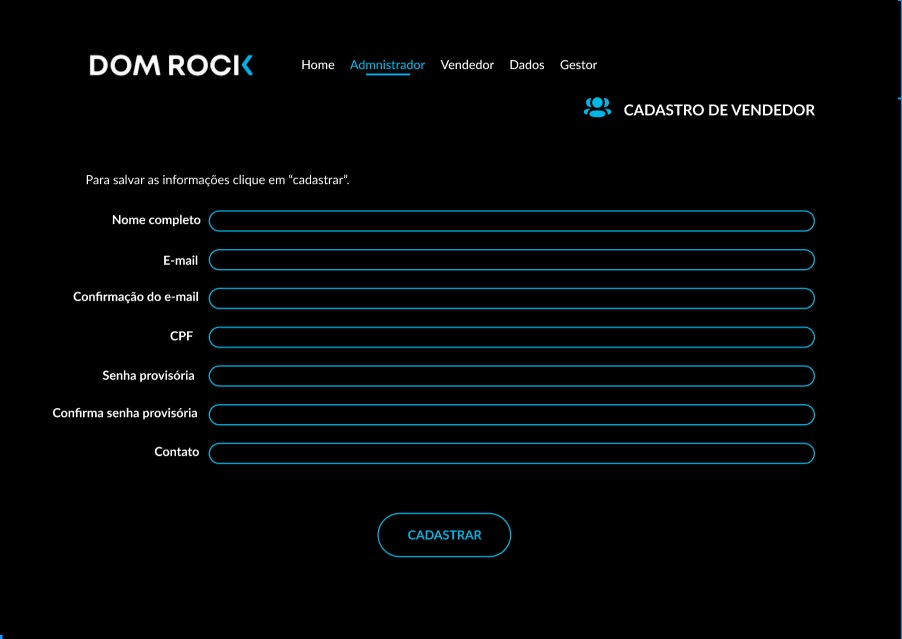 DOM ROCK
Home Admnistrador Vendedor Dados Gestor
CADASTRO DE VENDEDOR
Para salvar as informações clique em “cadastrar”.
Nome completo
E-mail
Confirmação do e-mail
CPF
Senha provisória
Confirma senha provisória
Contato
CADASTRAR